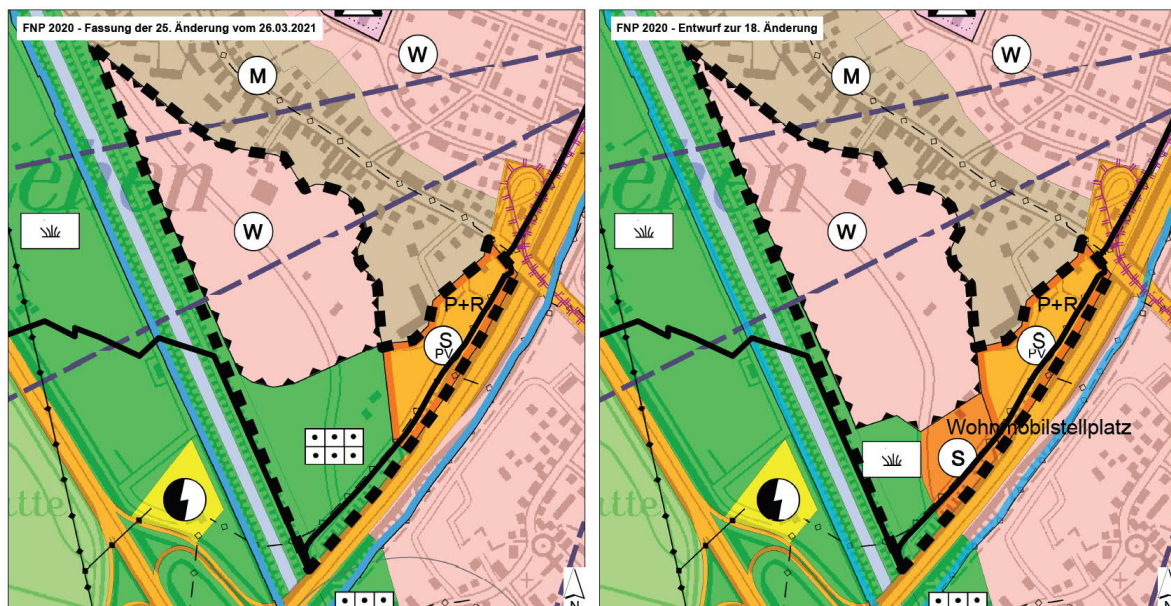 FNP 2020 - Fassung der 25. Änderung vom 26.03.2021
W
M
W
P+R
S
PV
N
FNP 2020 - Entwurf zur 18. Änderung
W
M
W
P+R
S
PV
Wohnmobilstellplatz
S
N